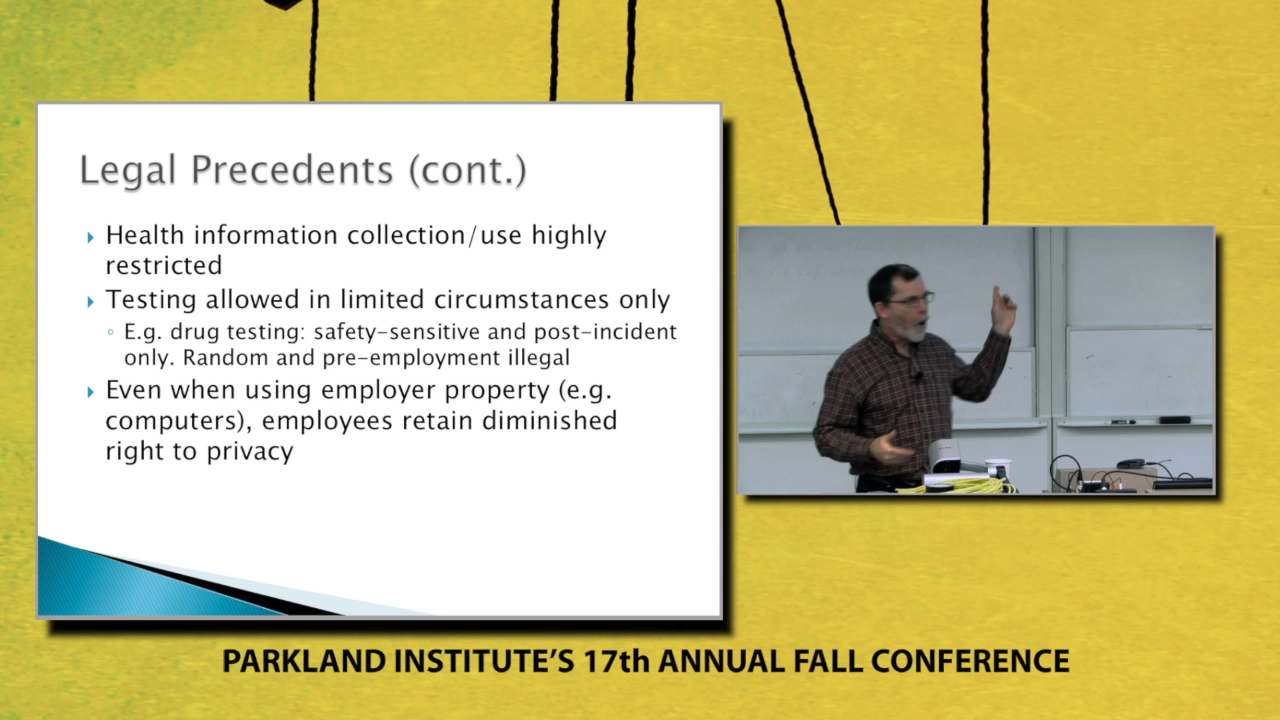 Legal Precedents (cont.)
Health information collection/use highly
restricted
Testing allowed in limited circumstances only
E.g. drug testing: safety-sensitive and post-incident
only. Random and pre-employment illegal
Even when using employer property (e.g.
computers), employees retain diminished
right to privacy
PARKLAND INSTITUTE'S 17th ANNUAL FALL CONFERENCE